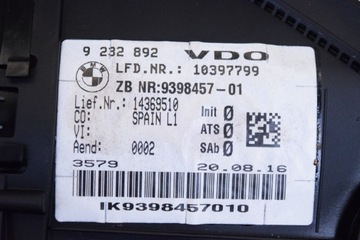 9 232 892 VDO
BMW LFD.NR.: 10397799
ZB NR:9398457-01
Lief.Nr.: 14369510
CO: SPAIN L1
VI:
Aend: 0002
Init 0
ATS 0
SAb 0
3579 20.08.16
IK9398457010